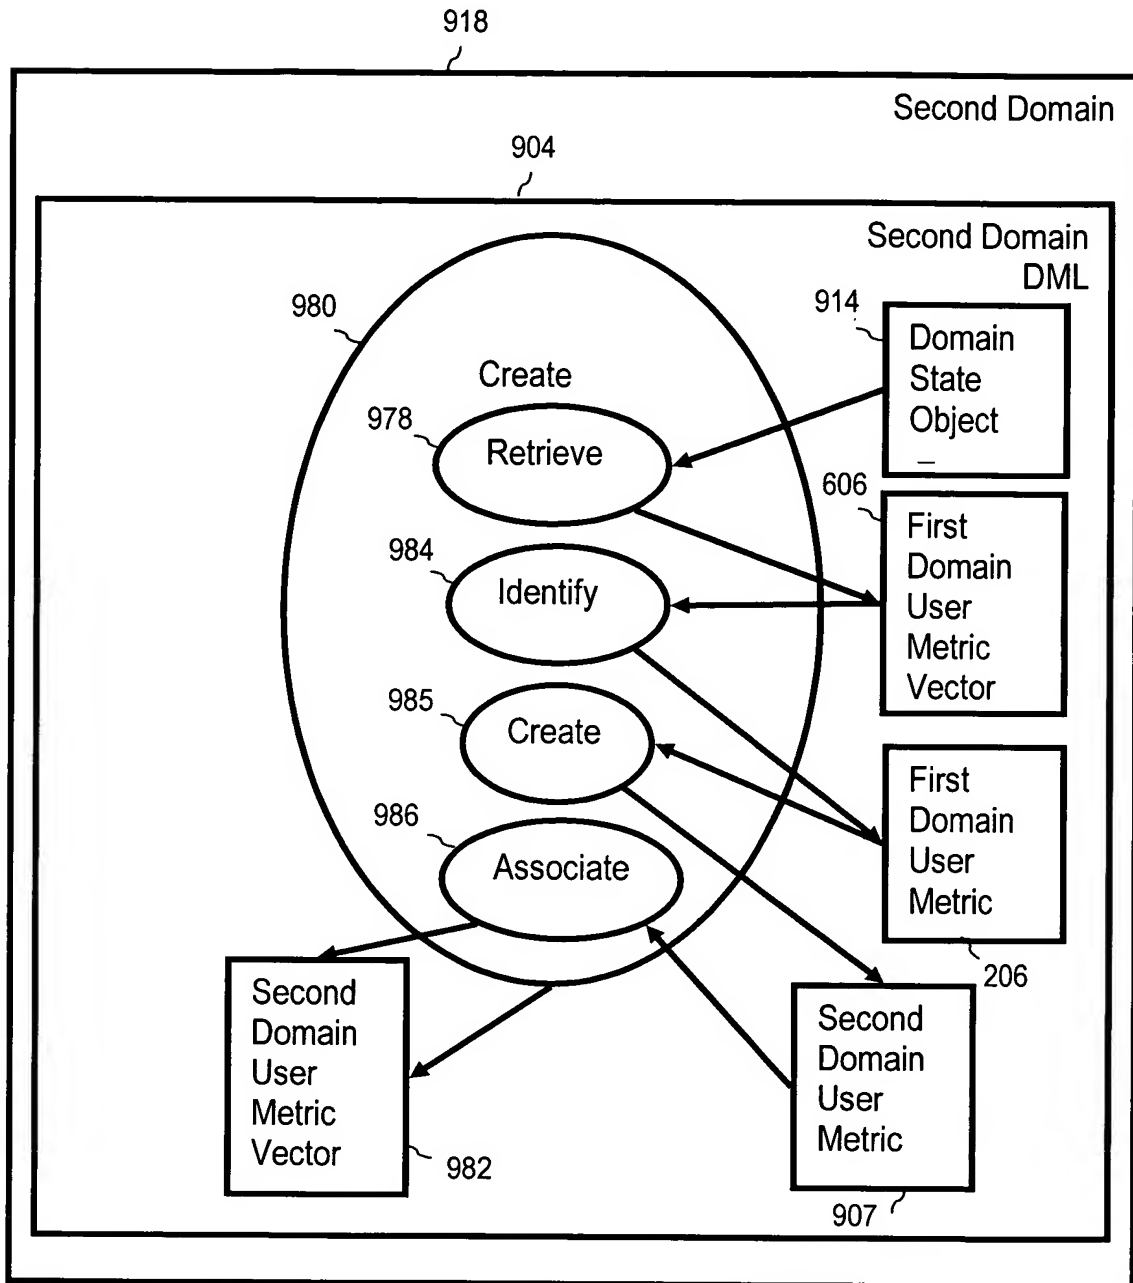 918
Second Domain
904
Second Domain
DML
980
914
Domain
State
Object
Create
978
Retrieve
606
First
Domain
User
Metric
Vector
984
Identify
985
Create
First
Domain
User
Metric
206
986
Associate
Second
Domain
User
Metric
Vector
982
Second
Domain
User
Metric
907